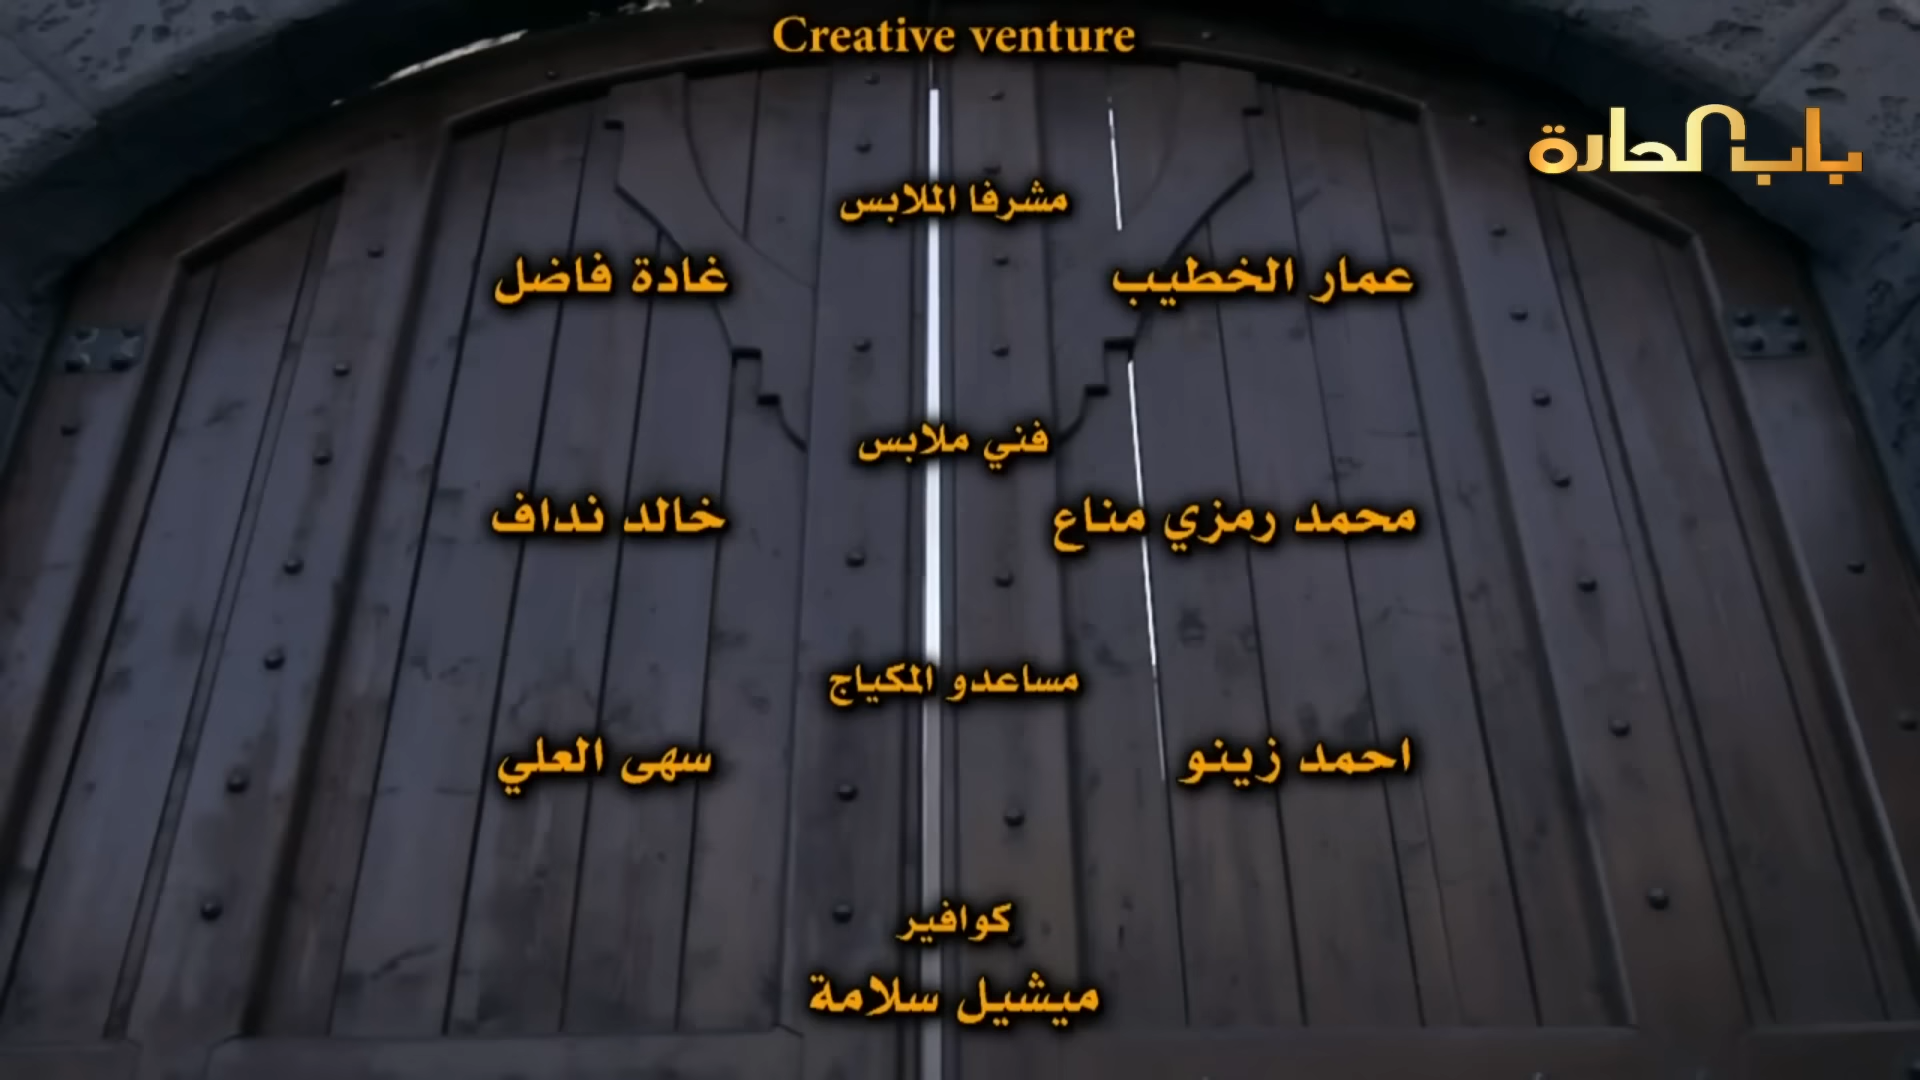 Creative venture
باب الحارة
مشرفا الملابس
عمار الخطيب غادة فاضل
فني ملابس
محمد رمزي مناع خالد نداف
مساعدو المكياج
احمد زينو سهى العلي
كوافير
ميشيل سلامة